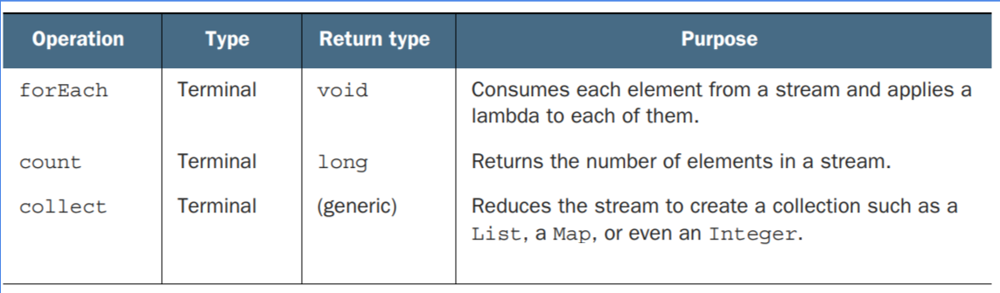 Operation Type Return type Purpose
forEach Terminal void Consumes each element from a stream and applies a
lambda to each of them.
count Terminal long Returns the number of elements in a stream.
collect Terminal (generic) Reduces the stream to create a collection such as a
List, a Map, or even an Integer.